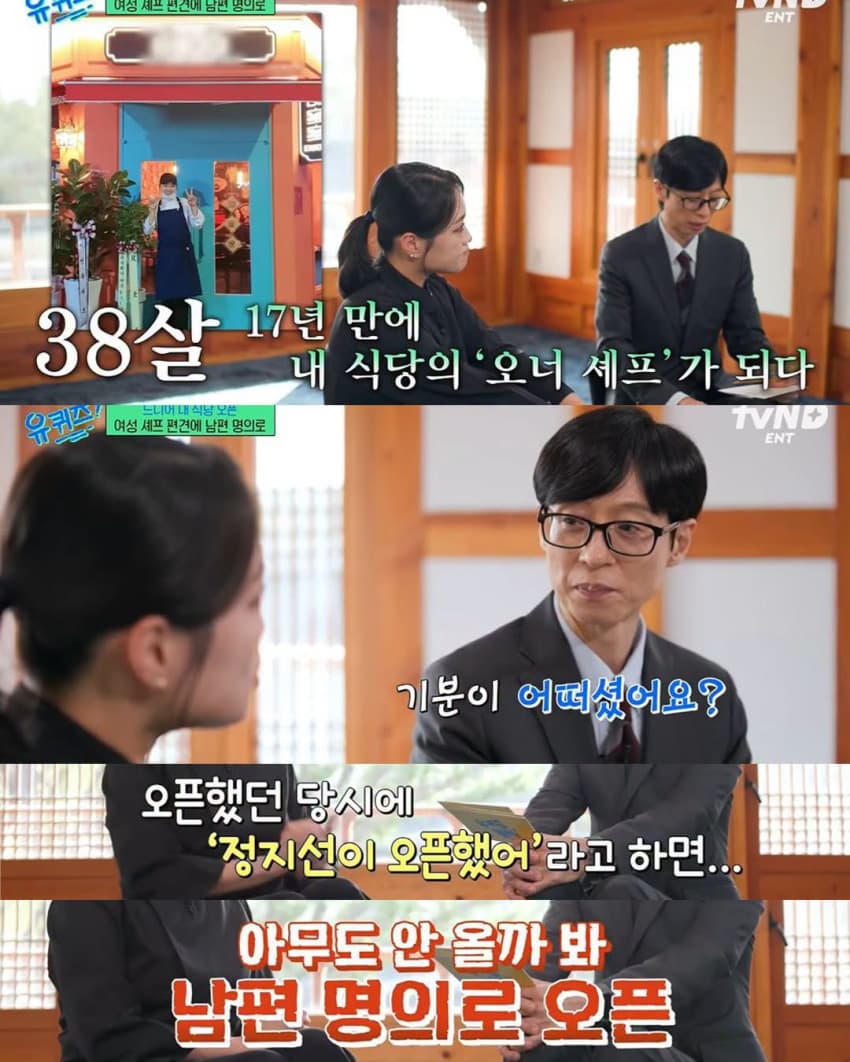 유퀴즈
여성 셰프 편견에 남편 명의로
tvN D
ENT
38살 17년 만에
내 식당의 ‘오너 셰프’가 되다
유퀴즈?
드디어 내 식당 오픈
여성 셰프 편견에 남편 명의로
tvN D
ENT
기분이 어떠셨어요?
오픈했던 당시에
‘정지선이 오픈했어’라고 하면...
아무도 안 올까 봐
남편 명의로 오픈